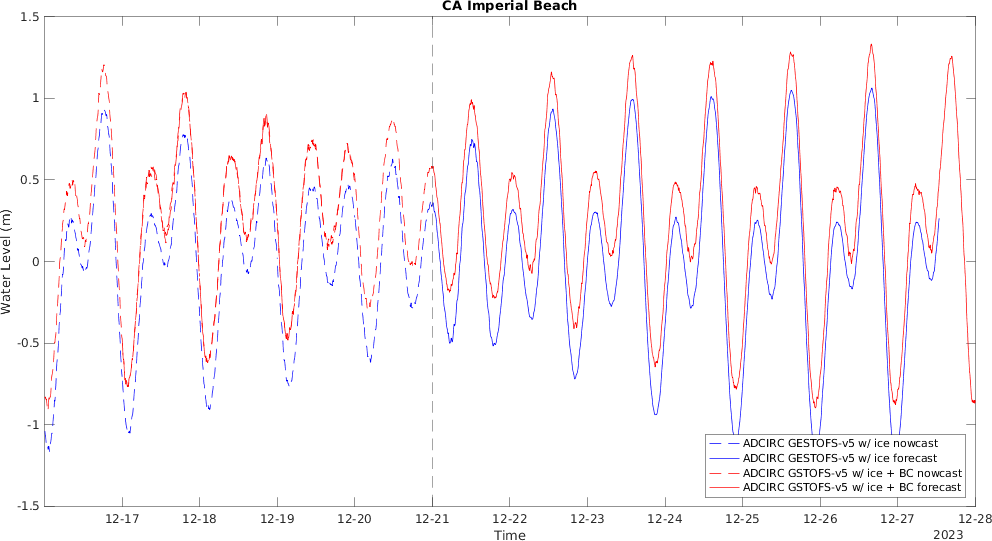 CA Imperial Beach
1.5
1
0.5
0
-0.5
-1
-1.5
Water Level (m)
12-17 12-18 12-19 12-20 12-21 12-22 12-23 12-24 12-25 12-26 12-27 12-28
Time
2023
ADCIRC GESTOFS-v5 w/ ice nowcast
ADCIRC GESTOFS-v5 w/ ice forecast
ADCIRC GSTOFS-v5 w/ ice + BC nowcast
ADCIRC GSTOFS-v5 w/ ice + BC forecast